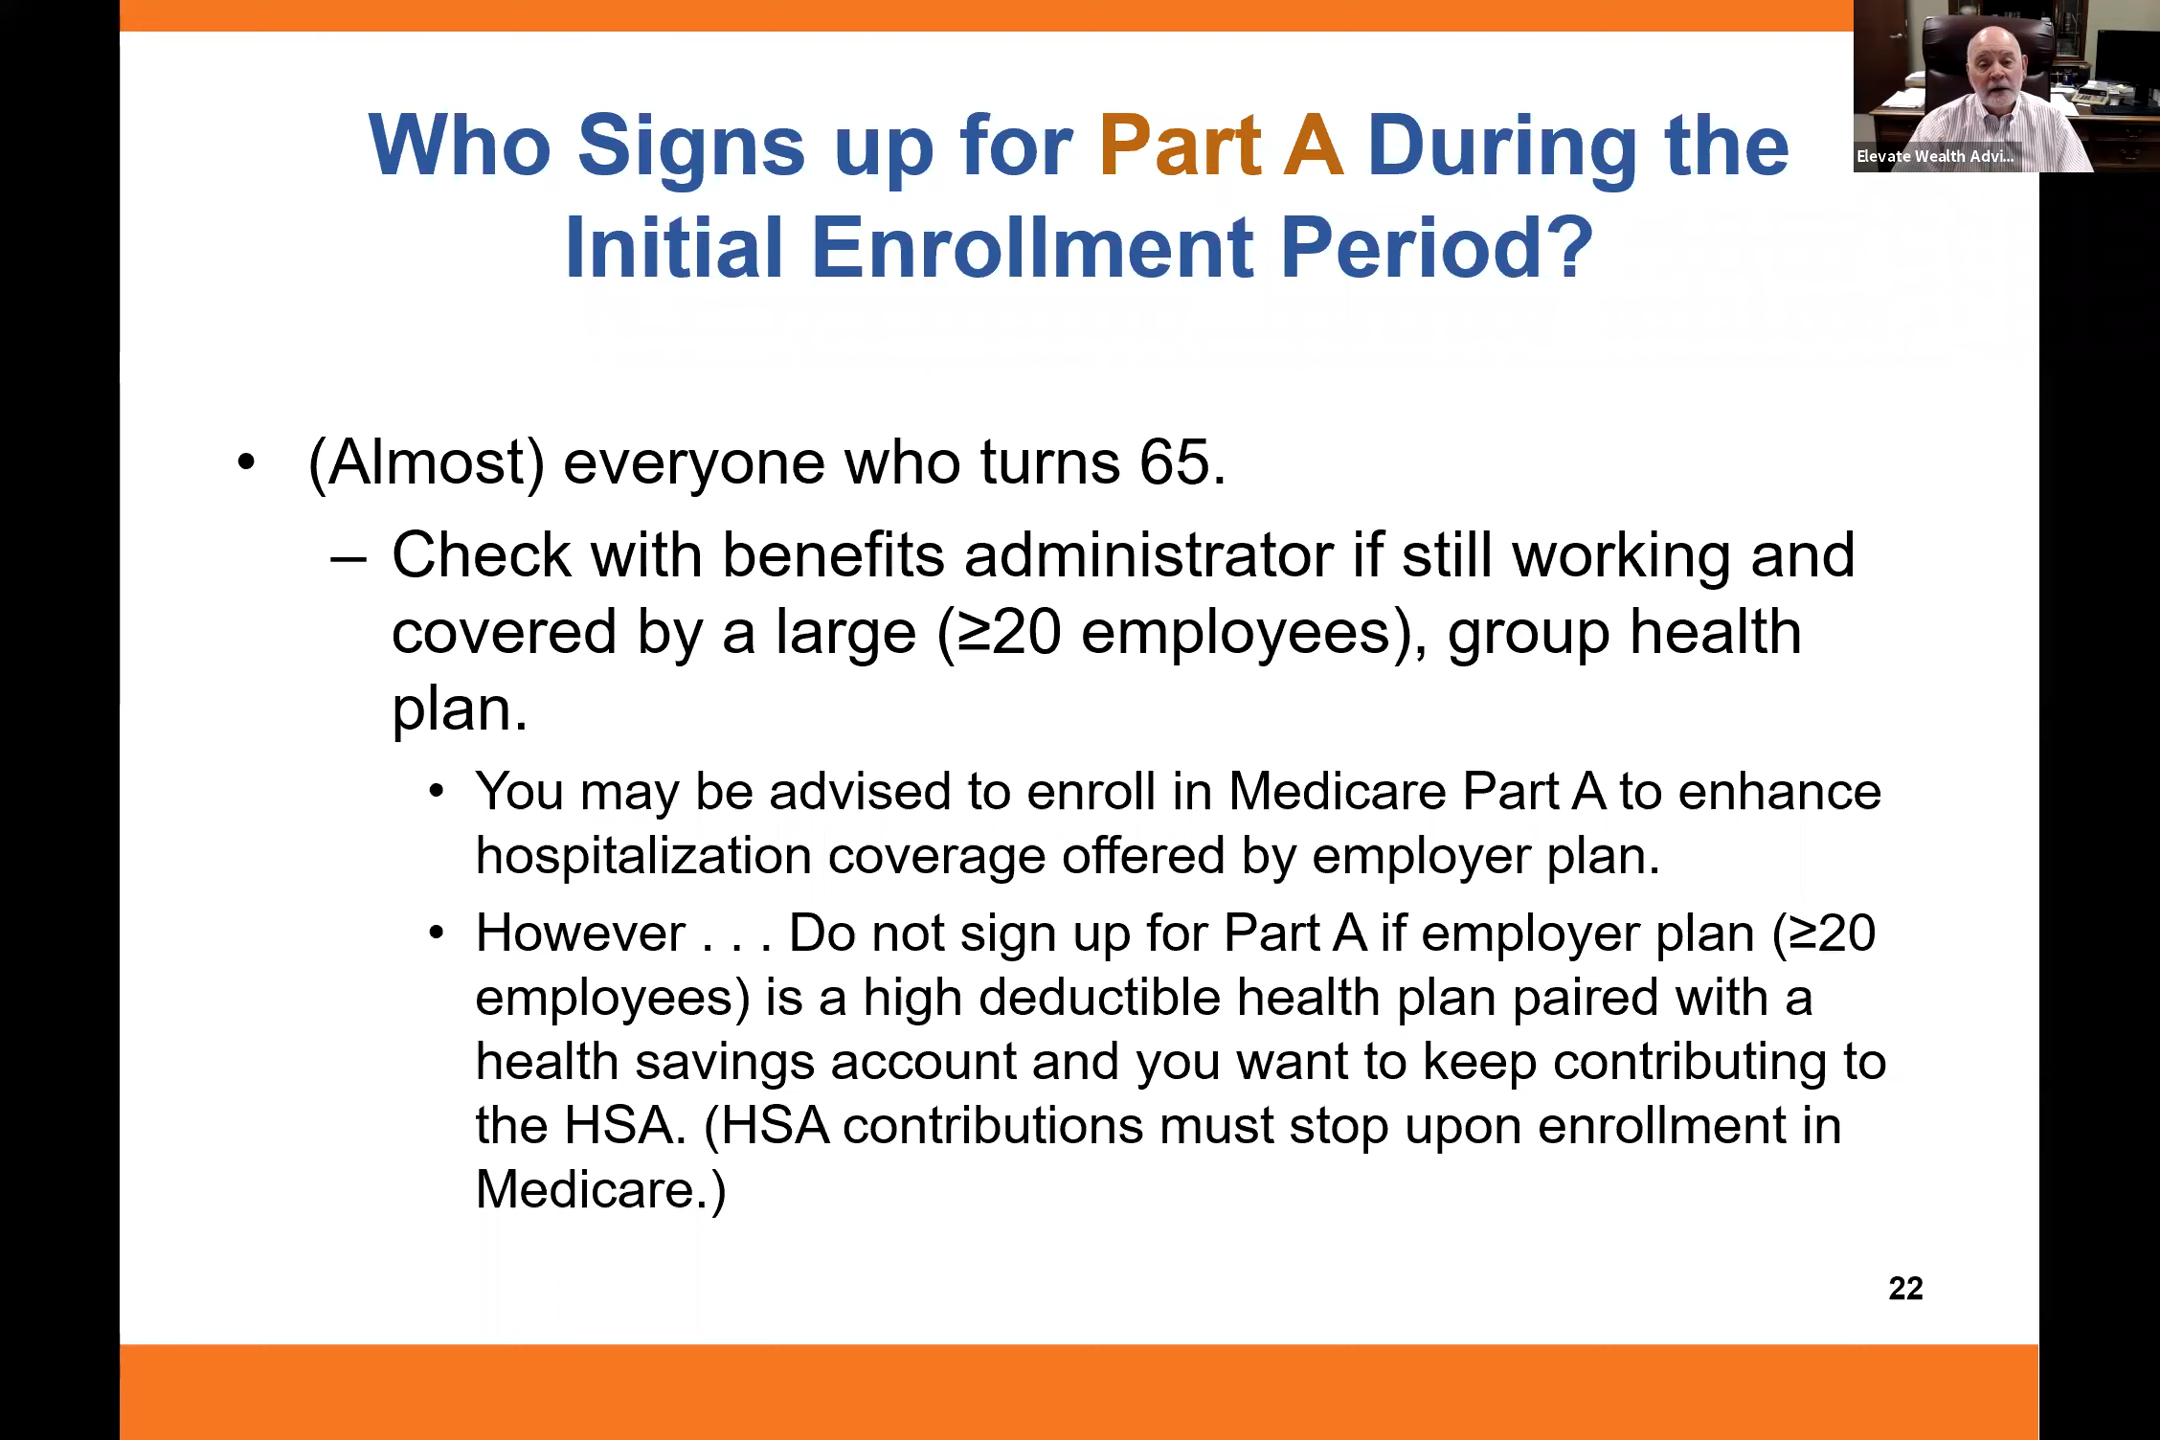 Who Signs up for Part A During the
Initial Enrollment Period?
Elevate Wealth Advi...
• (Almost) everyone who turns 65.
– Check with benefits administrator if still working and
covered by a large (≥20 employees), group health
plan.
• You may be advised to enroll in Medicare Part A to enhance
hospitalization coverage offered by employer plan.
• However . . . Do not sign up for Part A if employer plan (≥20
employees) is a high deductible health plan paired with a
health savings account and you want to keep contributing to
the HSA. (HSA contributions must stop upon enrollment in
Medicare.)
22